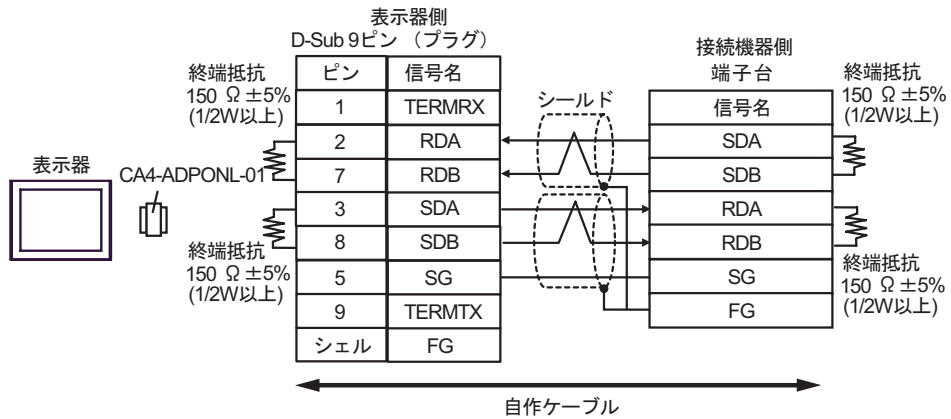 表示器側
D-Sub 9ピン （プラグ）
接続機器側
端子台
終端抵抗
150 Ω ±5%
(1/2W以上)
ピン 信号名
1 TERMRX
2 RDA
7 RDB
3 SDA
8 SDB
5 SG
9 TERMTX
シェル FG
シールド
信号名
SDA
SDB
RDA
RDB
SG
FG
終端抵抗
150 Ω ±5%
(1/2W以上)
表示器
CA4-ADPONL-01
終端抵抗
150 Ω ±5%
(1/2W以上)
終端抵抗
150 Ω ±5%
(1/2W以上)
自作ケーブル